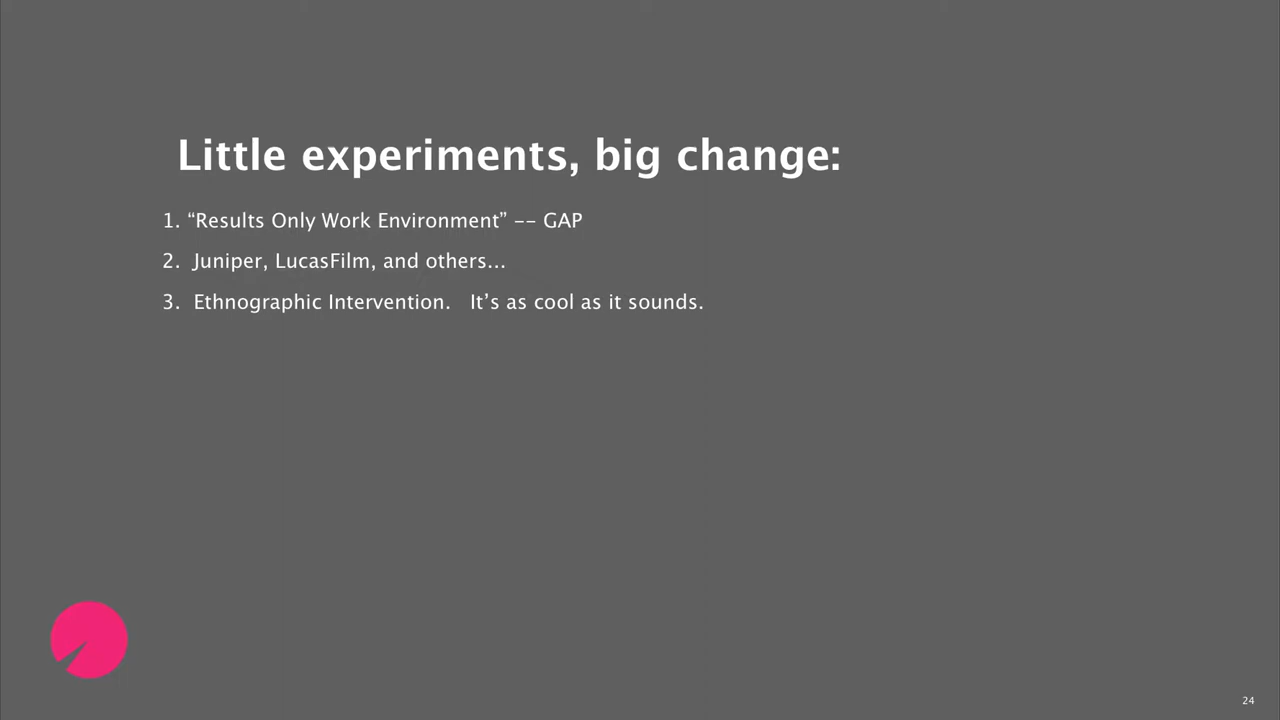 Little experiments, big change:
1. “Results Only Work Environment” -- GAP
2. Juniper, LucasFilm, and others...
3. Ethnographic Intervention. It’s as cool as it sounds.
24